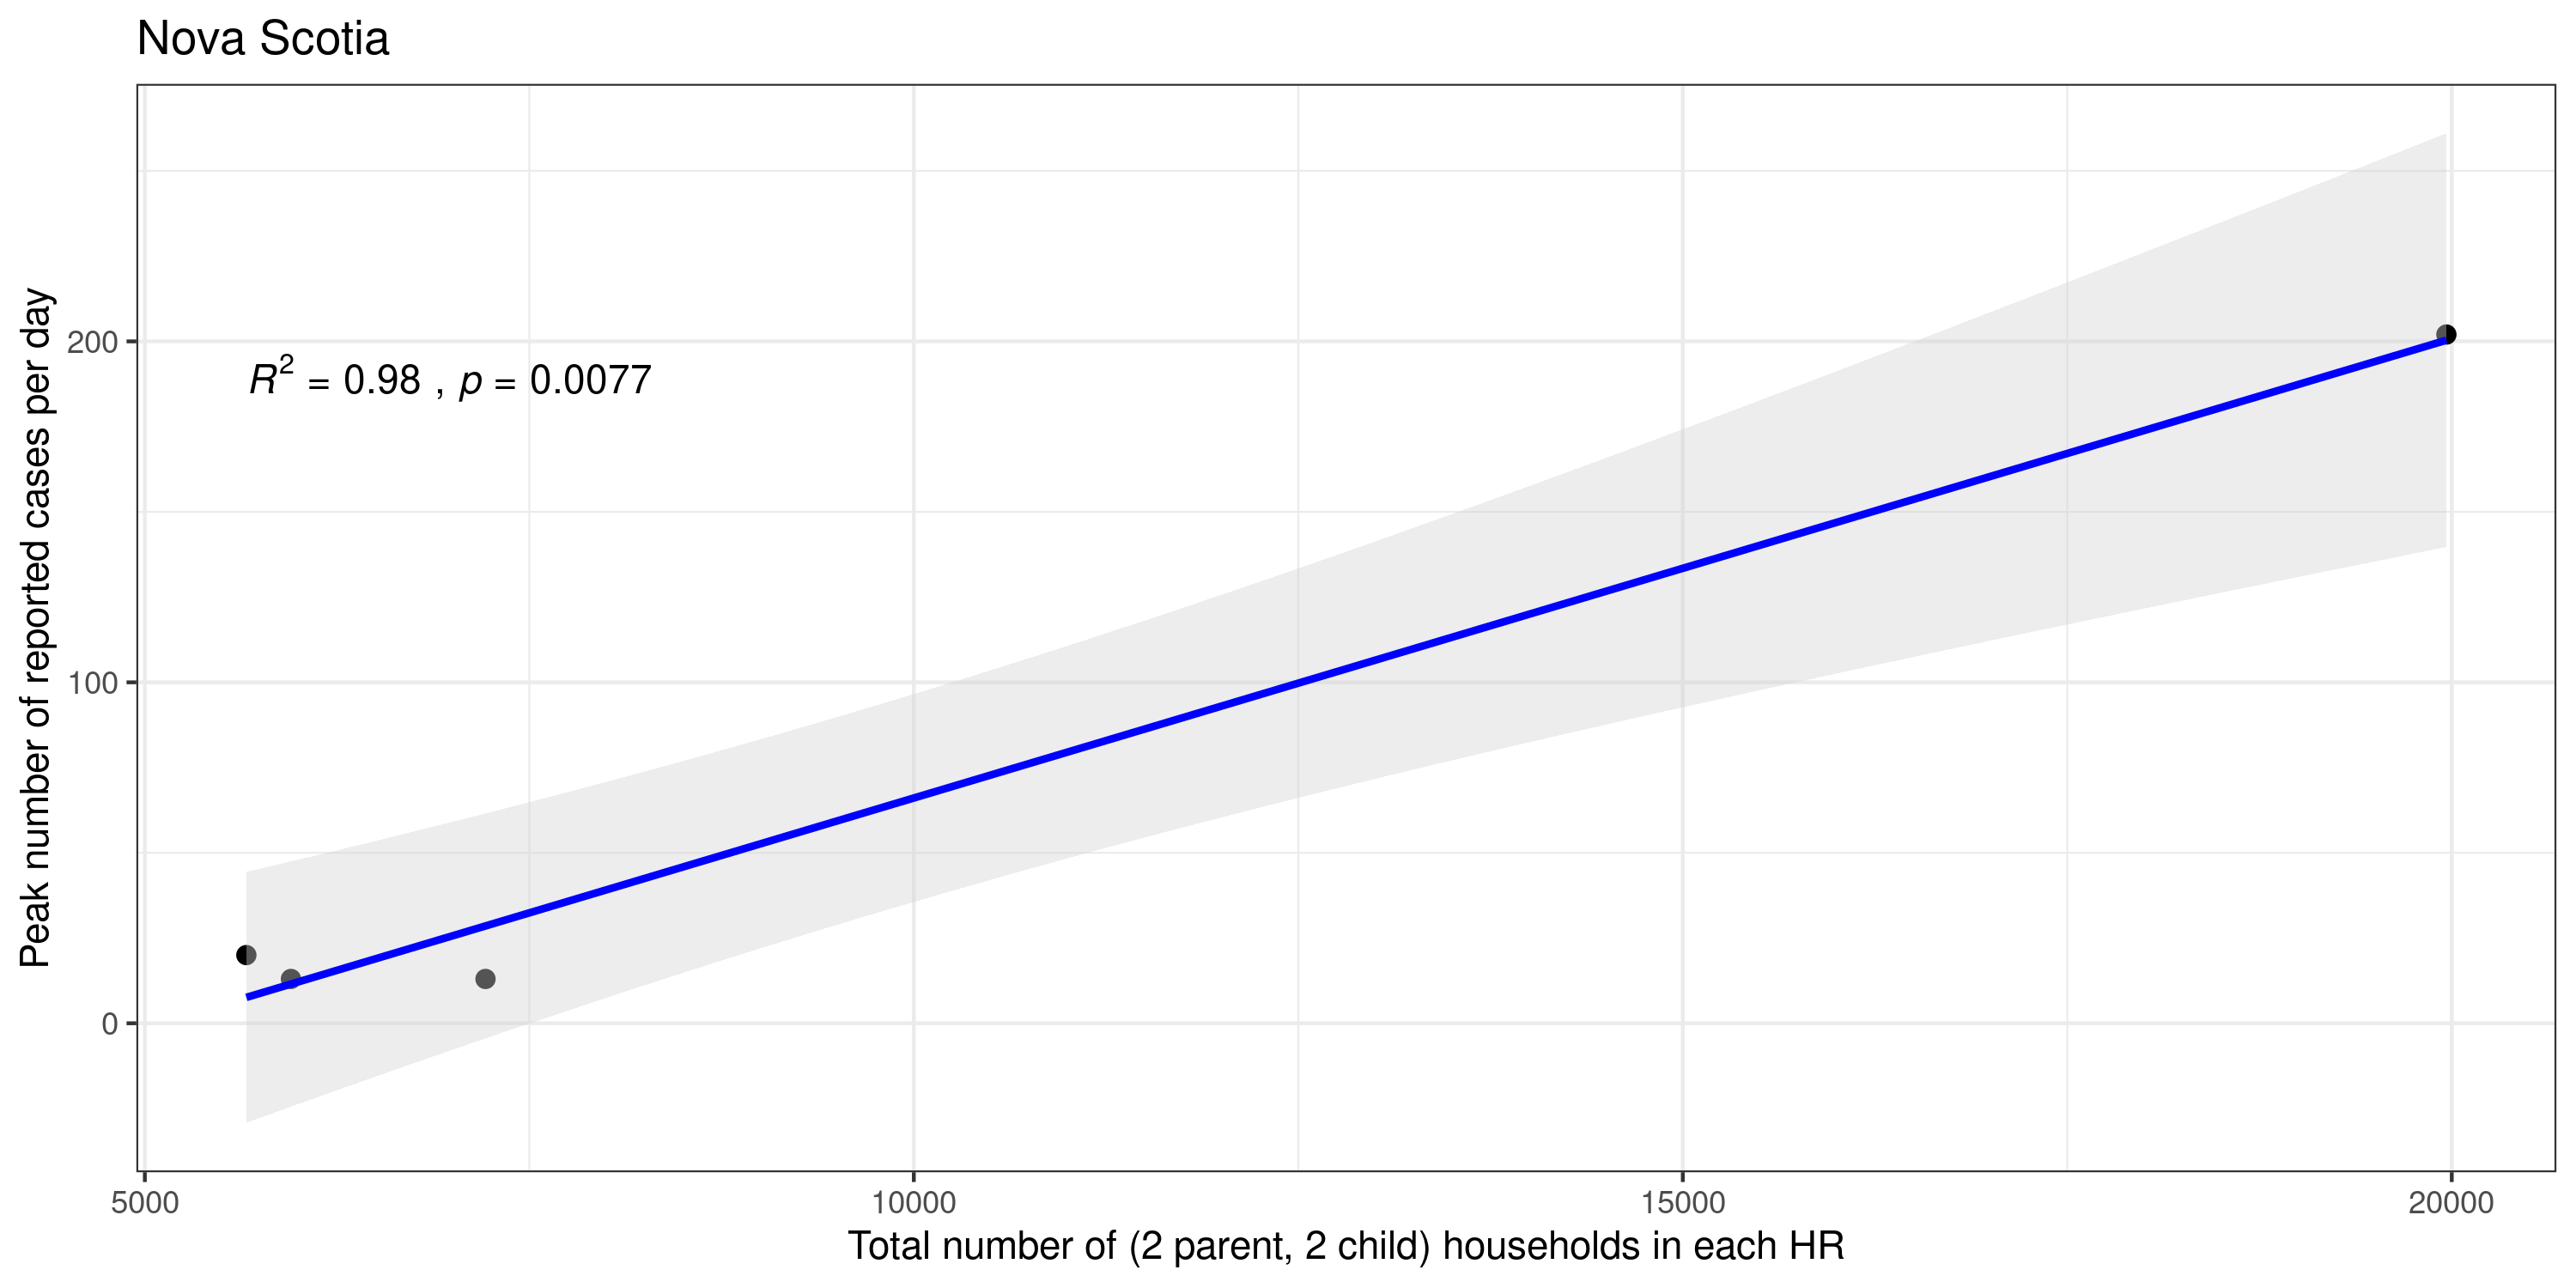 Nova Scotia
Peak number of reported cases per day
200
100
0
R² = 0.98 , p = 0.0077
5000
10000
15000
20000
Total number of (2 parent, 2 child) households in each HR